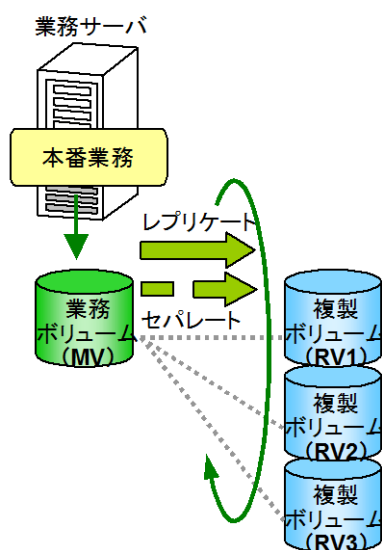 業務サーバ
本番業務
レプリケート
セパレート
業務
ボリューム
(MV)
複製
ボリューム
(RV1)
複製
ボリューム
(RV2)
複製
ボリューム
(RV3)